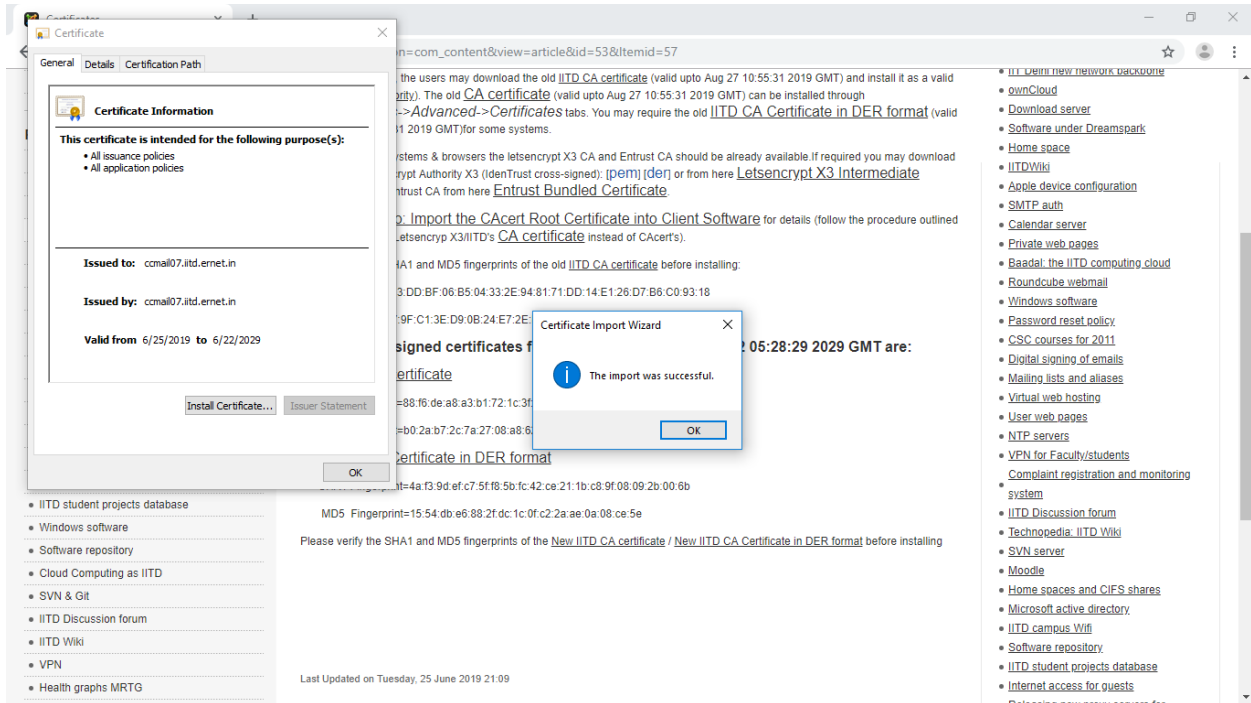 Certificates
Certificate
General Details Certification Path
Certificate Information
This certificate is intended for the following purpose(s):
• All issuance policies
• All application policies
Issued to: ccmail07.iitd.ernet.in
Issued by: ccmail07.iitd.ernet.in
Valid from 6/25/2019 to 6/22/2029
Install Certificate...
Issuer Statement
OK
n=com_content&view=article&id=53&Itemid=57
the users may download the old IITD CA certificate (valid upto Aug 27 10:55:31 2019 GMT) and install it as a valid
ority). The old CA certificate (valid upto Aug 27 10:55:31 2019 GMT) can be installed through
->Advanced->Certificates tabs. You may require the old IITD CA Certificate in DER format (valid
31 2019 GMT)for some systems.
ystems & browsers the letsencrypt X3 CA and Entrust CA should be already available.If required you may download
crypt Authority X3 (IdenTrust cross-signed): [pem] [der] or from here Letsencrypt X3 Intermediate
ntrust CA from here Entrust Bundled Certificate.
o: Import the CAcert Root Certificate into Client Software for details (follow the procedure outlined
Letsencryp X3/IITD's CA certificate instead of CAcert's).
HA1 and MD5 fingerprints of the old IITD CA certificate before installing:
3:DD:BF:06:B5:04:33:2E:94:81:71:DD:14:E1:26:D7:B6:C0:93:18
:9F:C1:3E:D9:0B:24:E7:2E:
signed certificates f
2 05:28:29 2029 GMT are:
ertificate
=88:f6:de:a8:a3:b1:72:1c:3f
=b0:2a:b7:2c:7a:27:08:a8:6
Certificate in DER format
nt=4a:f3:9d:ef:c7:5f:f8:5b:fc:42:ce:21:1b:c8:9f:08:09:2b:00:6b
MD5 Fingerprint=15:54:db:e6:88:2f:dc:1c:0f:c2:2a:ae:0a:08:ce:5e
Please verify the SHA1 and MD5 fingerprints of the New IITD CA certificate / New IITD CA Certificate in DER format before installing
Last Updated on Tuesday, 25 June 2019 21:09
Certificate Import Wizard
The import was successful.
OK
• IITD student projects database
• Windows software
• Software repository
• Cloud Computing as IITD
• SVN & Git
• IITD Discussion forum
• IITD Wiki
• VPN
• Health graphs MRTG
• IIT Delhi new network backbone
• ownCloud
• Download server
• Software under Dreamspark
• Home space
• IITDWiki
• Apple device configuration
• SMTP auth
• Calendar server
• Private web pages
• Baadal: the IITD computing cloud
• Roundcube webmail
• Windows software
• Password reset policy
• CSC courses for 2011
• Digital signing of emails
• Mailing lists and aliases
• Virtual web hosting
• User web pages
• NTP servers
• VPN for Faculty/students
• Complaint registration and monitoring
system
• IITD Discussion forum
• Technopedia: IITD Wiki
• SVN server
• Moodle
• Home spaces and CIFS shares
• Microsoft active directory
• IITD campus Wifi
• Software repository
• IITD student projects database
• Internet access for guests